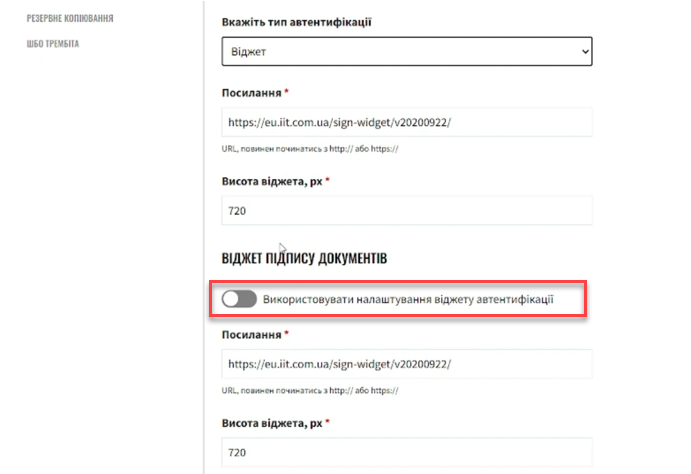 РЕЗЕРВНЕ КОПІЮВАННЯ
ШБО ТРЕМБІТА
Вкажіть тип автентифікації
Віджет
Посилання *
https://eu.iit.com.ua/sign-widget/v20200922/
URL, повинен починатись з http:// або https://
Висота віджета, px *
720
ВІДЖЕТ ПІДПИСУ ДОКУМЕНТІВ
Використовувати налаштування віджету автентифікації
Посилання *
https://eu.iit.com.ua/sign-widget/v20200922/
URL, повинен починатись з http:// або https://
Висота віджета, px *
720